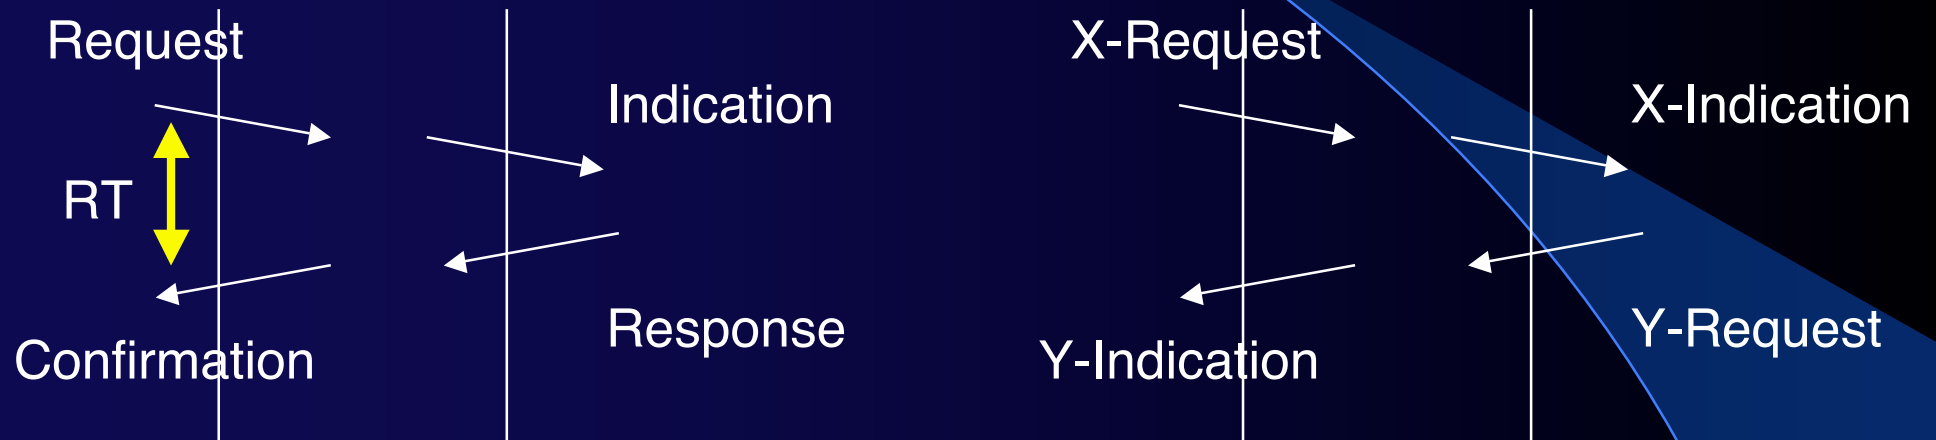 Request
Indication
RT
Response
Confirmation
X-Request
X-Indication
Y-Request
Y-Indication